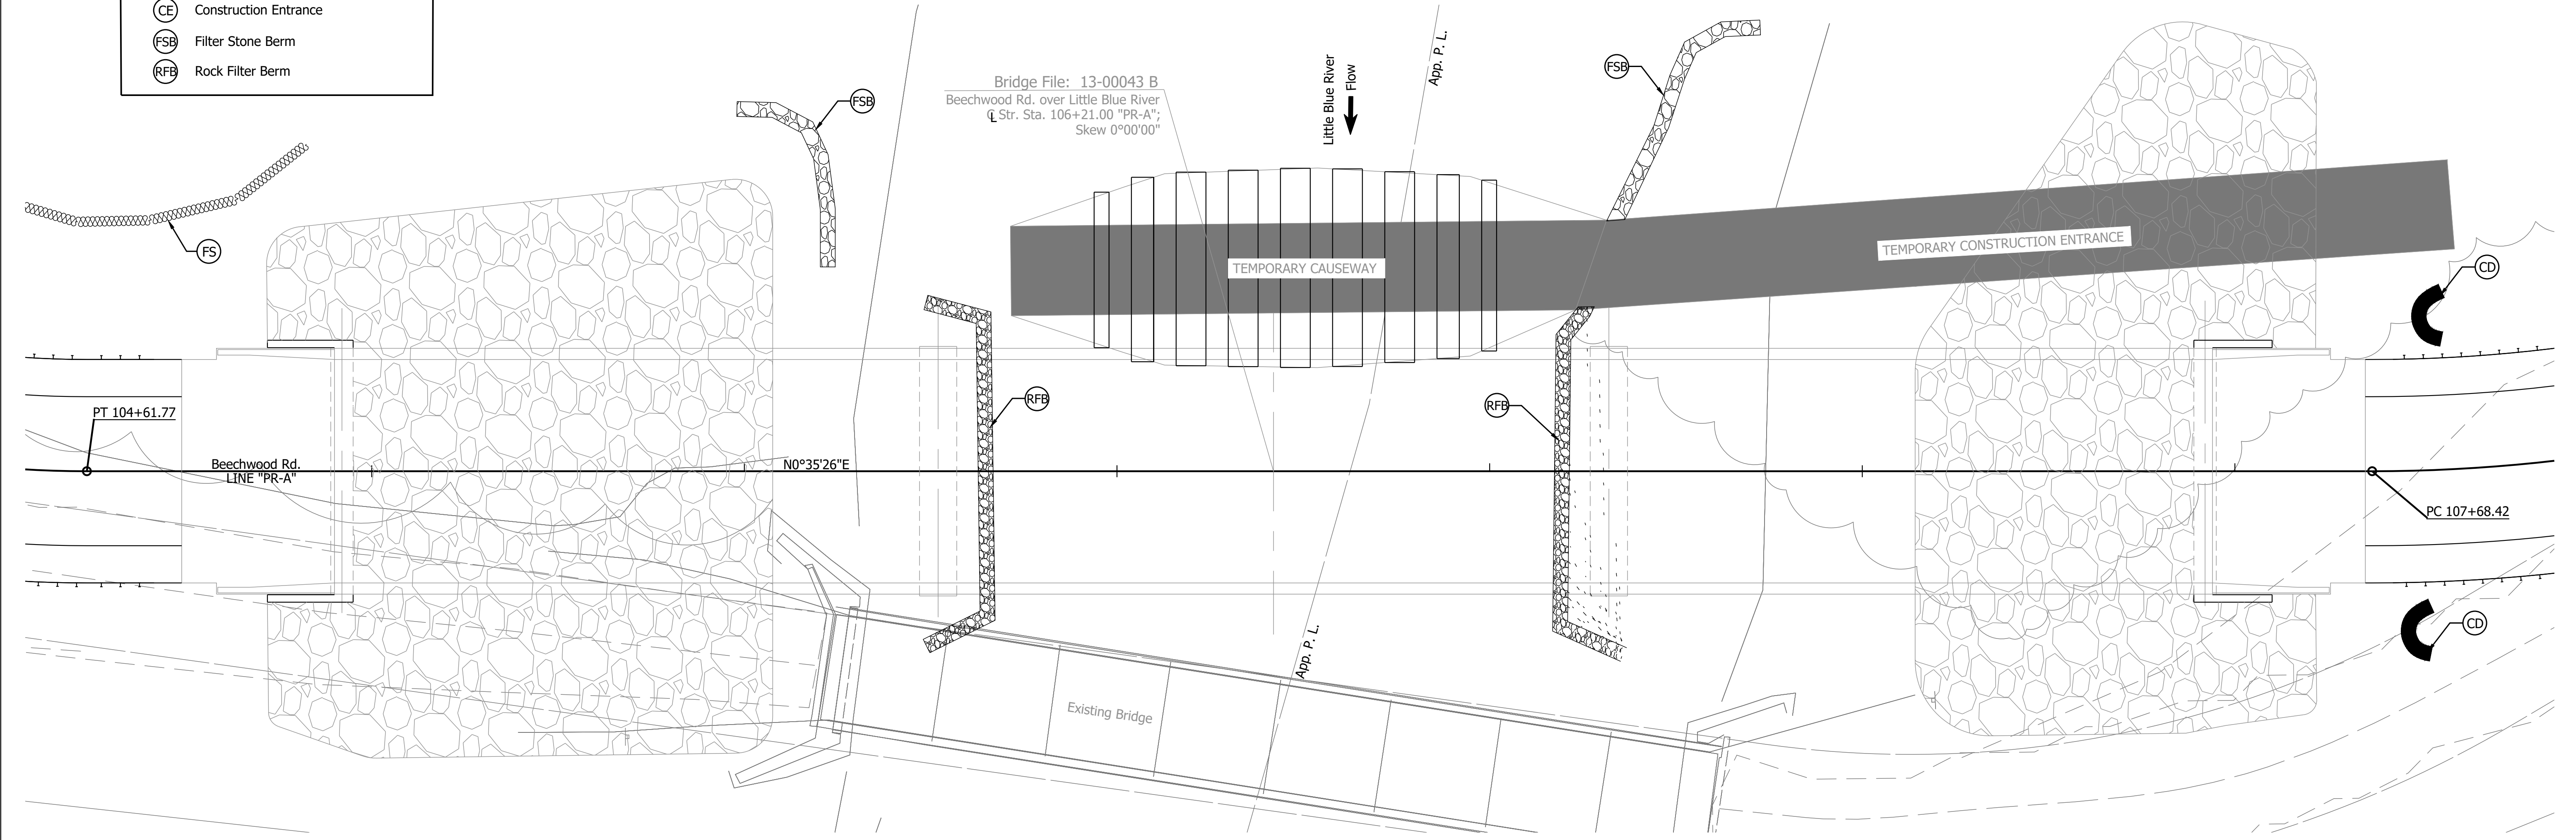 CE Construction Entrance
FSB Filter Stone Berm
RFB Rock Filter Berm
FSB
FSB
Bridge File: 13-00043 B
Beechwood Rd. over Little Blue River
C L Str. Sta. 106+21.00 "PR-A";
Skew 0°00'00"
Little Blue River
Flow
App. P. L.
FS
TEMPORARY CAUSEWAY
TEMPORARY CONSTRUCTION ENTRANCE
CD
RFB
RFB
PT 104+61.77
Beechwood Rd.
LINE "PR-A"
N0°35'26"E
PC 107+68.42
CD
App. P. L.
Existing Bridge